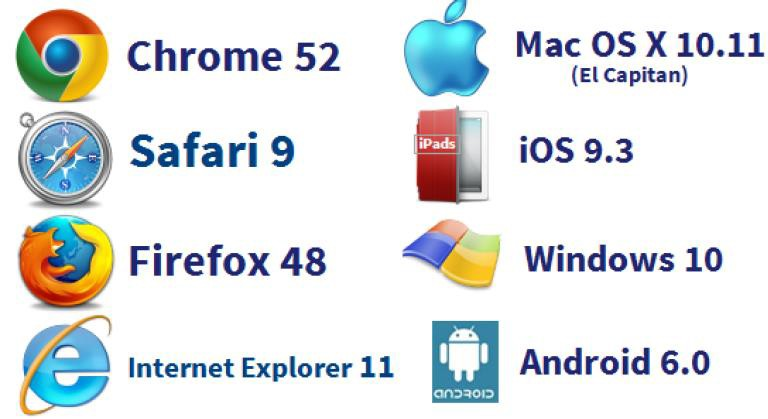 Chrome 52
Mac OS X 10.11
(El Capitan)
Safari 9
iPads
iOS 9.3
Firefox 48
Windows 10
Internet Explorer 11
Android 6.0
ANDROID